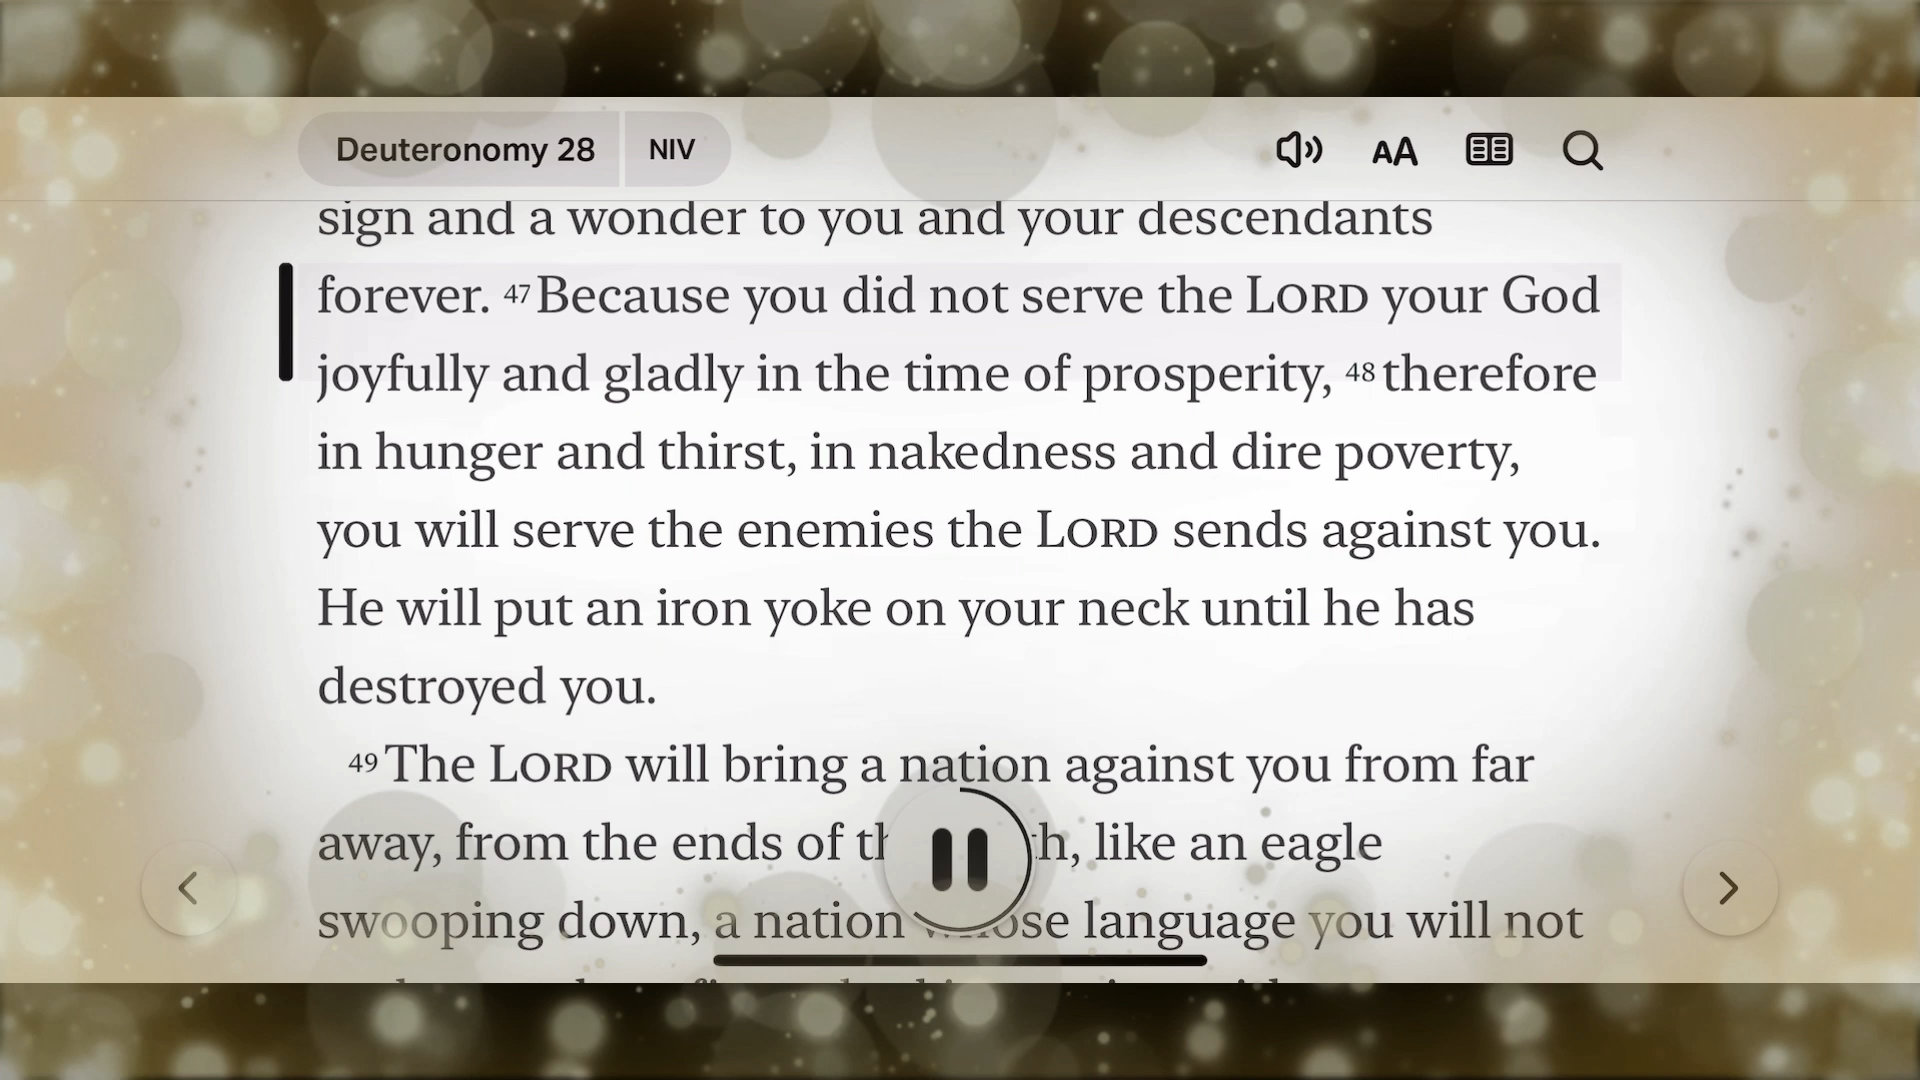 Deuteronomy 28 NIV AA
sign and a wonder to you and your descendants
forever. 47 Because you did not serve the LORD your God
joyfully and gladly in the time of prosperity, 48 therefore
in hunger and thirst, in nakedness and dire poverty,
you will serve the enemies the LORD sends against you.
He will put an iron yoke on your neck until he has
destroyed you.
49 The LORD will bring a nation against you from far
away, from the ends of th h, like an eagle
swooping down, a nation language you will not